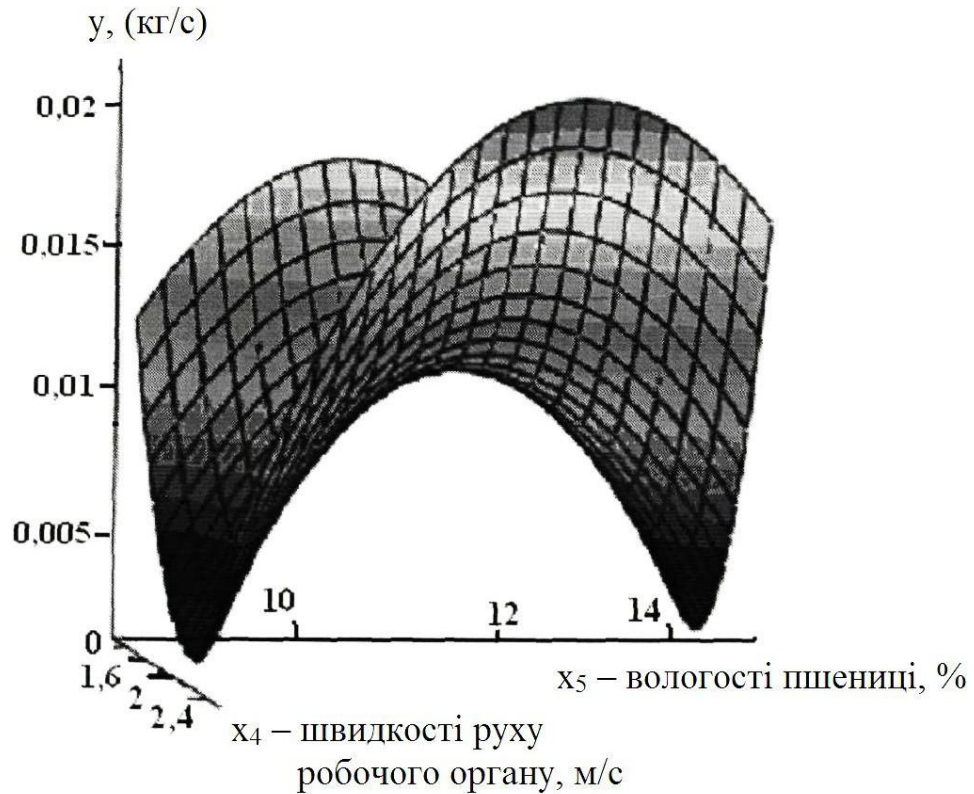 y, (кг/с)
0,02
0,015
0,01
0,005
0
10
12
14
1,6
2
2,4
x₅ – вологості пшениці, %
x₄ – швидкості руху
робочого органу, м/с